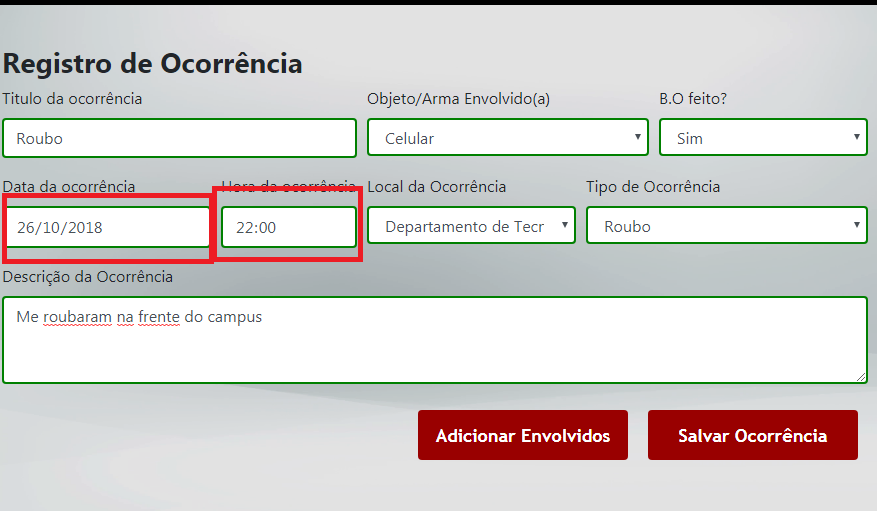 Registro de Ocorrência
Titulo da ocorrência Objeto/Arma Envolvido(a) B.O feito?
Roubo Celular Sim
Data da ocorrência Hora da ocorrência Local da Ocorrência Tipo de Ocorrência
26/10/2018 22:00 Departamento de Tecr Roubo
Descrição da Ocorrência
Me roubaram na frente do campus
Adicionar Envolvidos Salvar Ocorrência